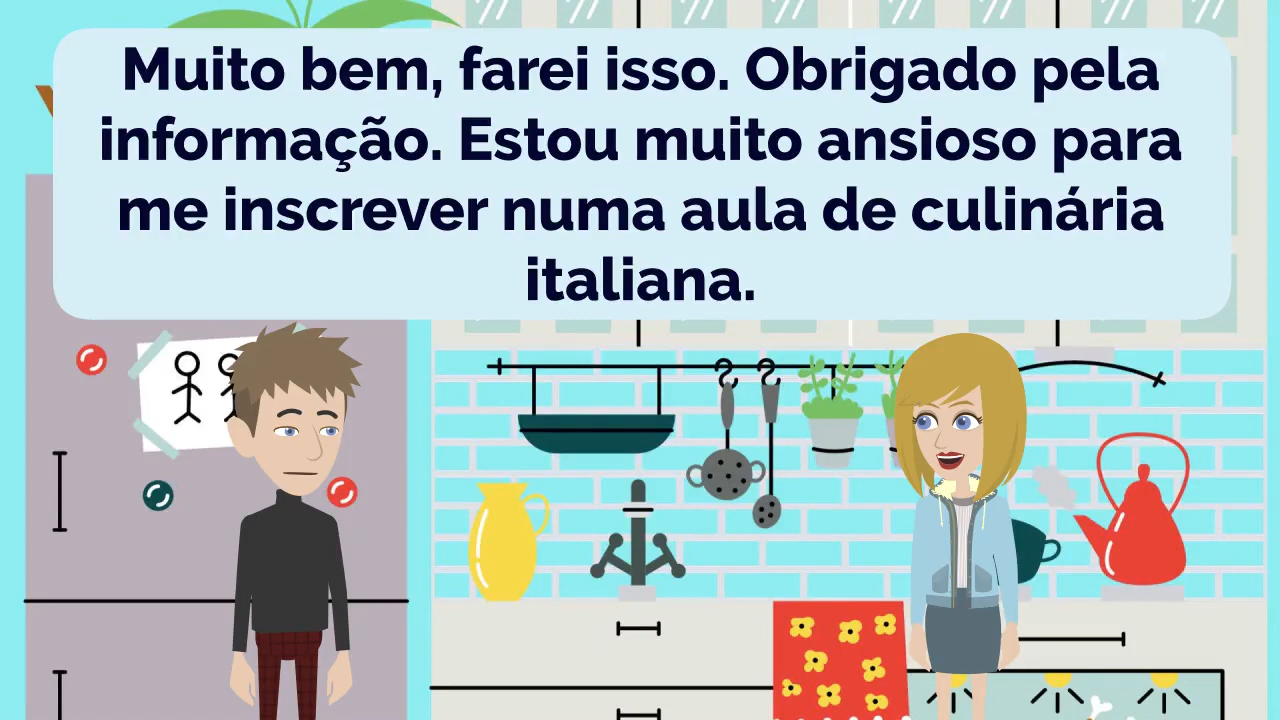 Muito bem, farei isso. Obrigado pela
informação. Estou muito ansioso para
me inscrever numa aula de culinária
italiana.